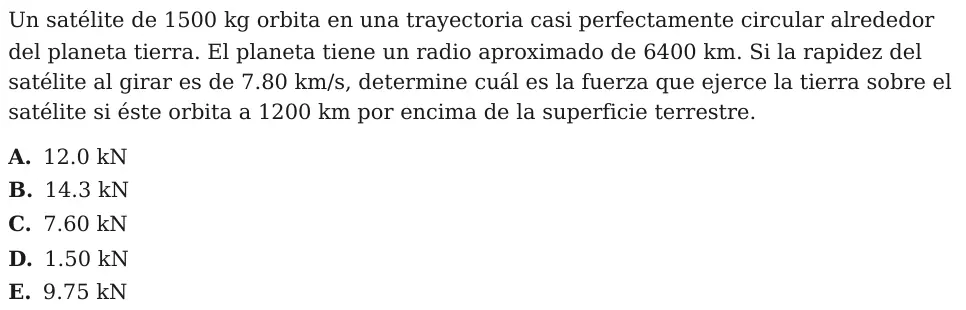 Un satélite de 1500 kg orbita en una trayectoria casi perfectamente circular alrededor
del planeta tierra. El planeta tiene un radio aproximado de 6400 km. Si la rapidez del
satélite al girar es de 7.80 km/s, determine cuál es la fuerza que ejerce la tierra sobre el
satélite si éste orbita a 1200 km por encima de la superficie terrestre.
A. 12.0 kN
B. 14.3 kN
C. 7.60 kN
D. 1.50 kN
E. 9.75 kN